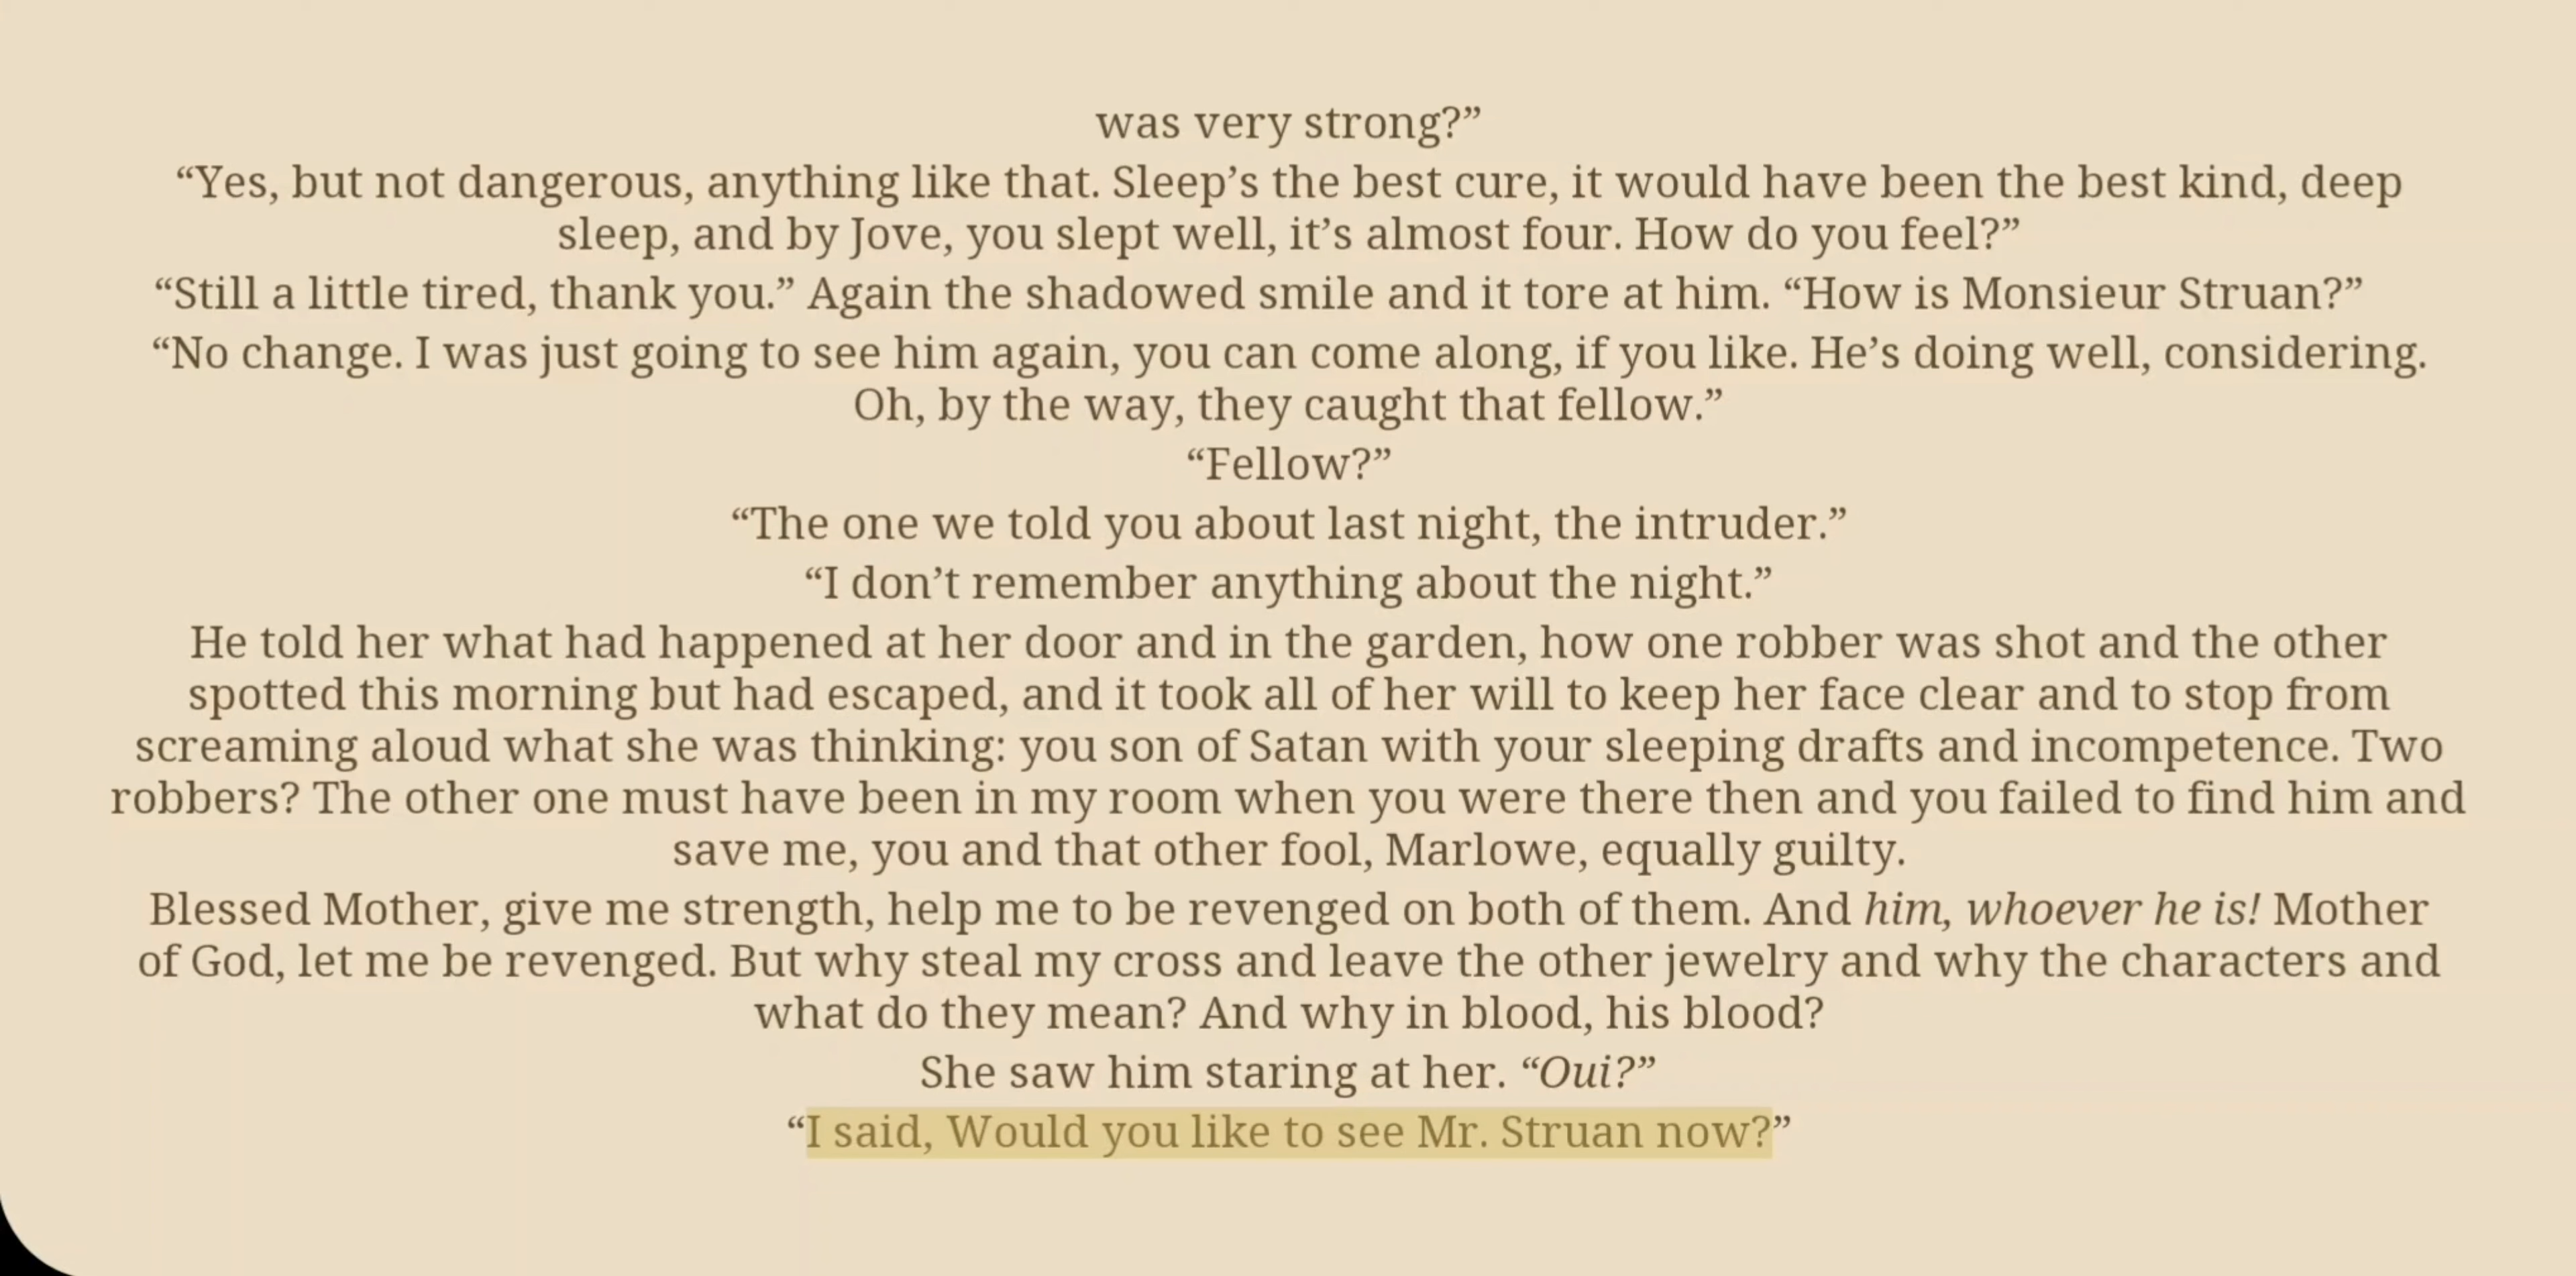 was very strong?”
“Yes, but not dangerous, anything like that. Sleep’s the best cure, it would have been the best kind, deep
sleep, and by Jove, you slept well, it’s almost four. How do you feel?”
“Still a little tired, thank you.” Again the shadowed smile and it tore at him. “How is Monsieur Struan?”
“No change. I was just going to see him again, you can come along, if you like. He’s doing well, considering.
Oh, by the way, they caught that fellow.”
“Fellow?”
“The one we told you about last night, the intruder.”
“I don’t remember anything about the night.”
He told her what had happened at her door and in the garden, how one robber was shot and the other
spotted this morning but had escaped, and it took all of her will to keep her face clear and to stop from
screaming aloud what she was thinking: you son of Satan with your sleeping drafts and incompetence. Two
robbers? The other one must have been in my room when you were there then and you failed to find him and
save me, you and that other fool, Marlowe, equally guilty.
Blessed Mother, give me strength, help me to be revenged on both of them. And him, whoever he is! Mother
of God, let me be revenged. But why steal my cross and leave the other jewelry and why the characters and
what do they mean? And why in blood, his blood?
She saw him staring at her. “Oui?”
“I said, Would you like to see Mr. Struan now?”